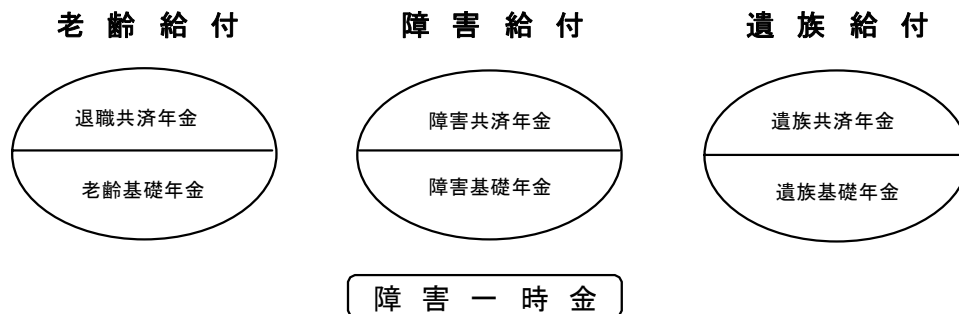 老齢給付
障害給付
遺族給付
退職共済年金
障害共済年金
遺族共済年金
老齢基礎年金
障害基礎年金
遺族基礎年金
障害一時金